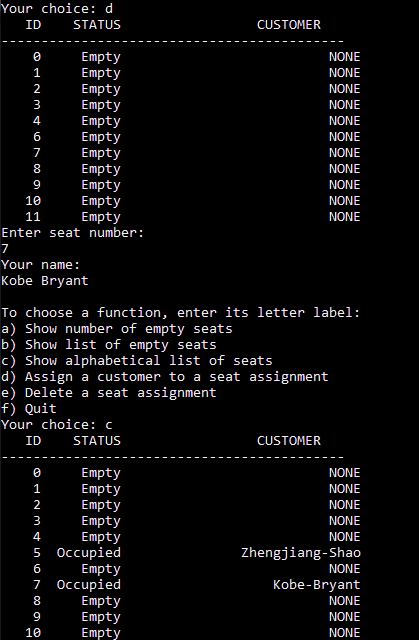 Your choice: d
ID STATUS CUSTOMER
-------------------------------------------
0 Empty NONE
1 Empty NONE
2 Empty NONE
3 Empty NONE
4 Empty NONE
6 Empty NONE
7 Empty NONE
8 Empty NONE
9 Empty NONE
10 Empty NONE
11 Empty NONE
Enter seat number:
7
Your name:
Kobe Bryant
To choose a function, enter its letter label:
a) Show number of empty seats
b) Show list of empty seats
c) Show alphabetical list of seats
d) Assign a customer to a seat assignment
e) Delete a seat assignment
f) Quit
Your choice: c
ID STATUS CUSTOMER
-------------------------------------------
0 Empty NONE
1 Empty NONE
2 Empty NONE
3 Empty NONE
4 Empty NONE
5 Occupied Zhengjiang-Shao
6 Empty NONE
7 Occupied Kobe-Bryant
8 Empty NONE
9 Empty NONE
10 Empty NONE